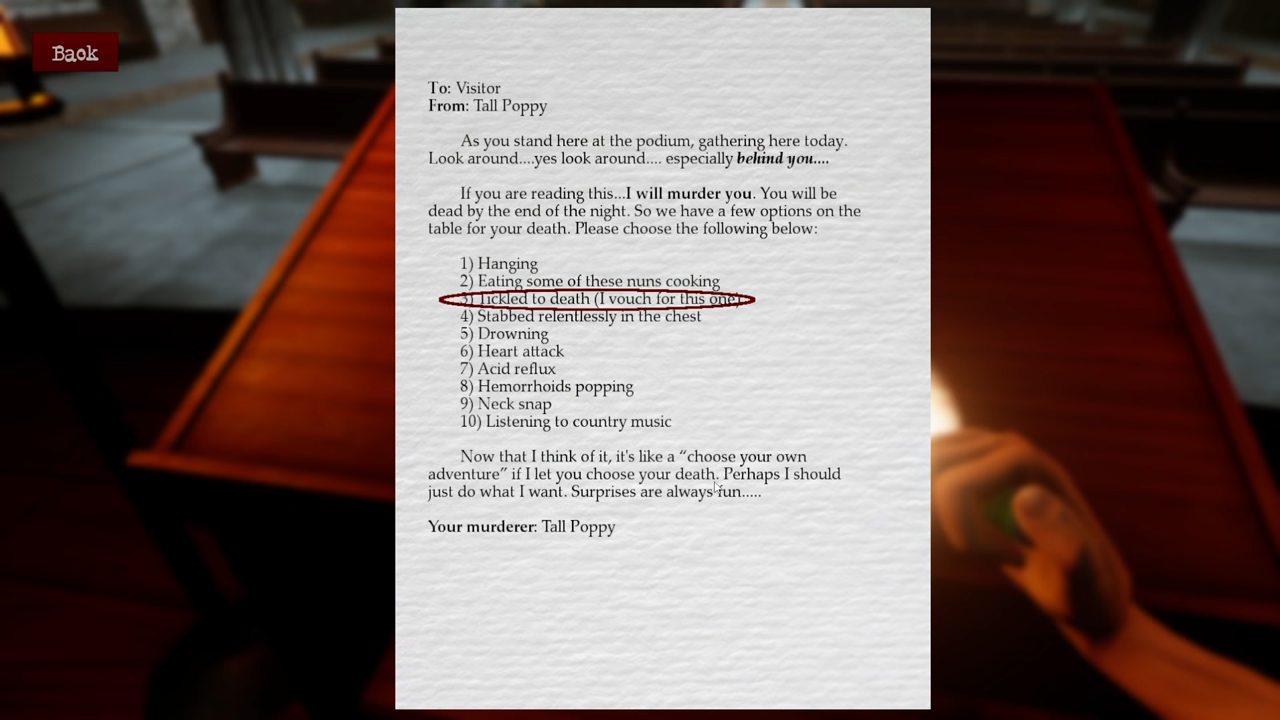 Back
To: Visitor
From: Tall Poppy
As you stand here at the podium, gathering here today.
Look around....yes look around.... especially behind you....
If you are reading this...I will murder you. You will be
dead by the end of the night. So we have a few options on the
table for your death. Please choose the following below:
1) Hanging
2) Eating some of these nuns cooking
3) Tickled to death (I vouch for this one)
4) Stabbed relentlessly in the chest
5) Drowning
6) Heart attack
7) Acid reflux
8) Hemorrhoids popping
9) Neck snap
10) Listening to country music
Now that I think of it, it's like a “choose your own
adventure” if I let you choose your death. Perhaps I should
just do what I want. Surprises are always fun.....
Your murderer: Tall Poppy